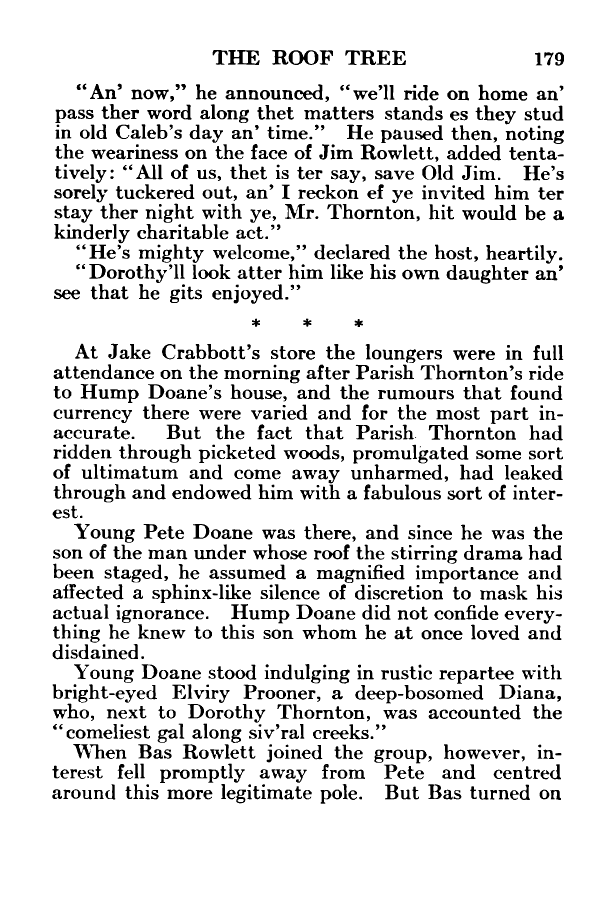 THE ROOF TREE 179
“An’ now,” he announced, “we’ll ride on home an’
pass ther word along thet matters stands es they stud
in old Caleb’s day an’ time.” He paused then, noting
the weariness on the face of Jim Rowlett, added tenta-
tively: “All of us, thet is ter say, save Old Jim. He’s
sorely tuckered out, an’ I reckon ef ye invited him ter
stay ther night with ye, Mr. Thornton, hit would be a
kinderly charitable act.”
“He’s mighty welcome,” declared the host, heartily.
“Dorothy’ll look atter him like his own daughter an’
see that he gits enjoyed.”
* * *
At Jake Crabbott’s store the loungers were in full
attendance on the morning after Parish Thornton’s ride
to Hump Doane’s house, and the rumours that found
currency there were varied and for the most part in-
accurate. But the fact that Parish Thornton had
ridden through picketed woods, promulgated some sort
of ultimatum and come away unharmed, had leaked
through and endowed him with a fabulous sort of inter-
est.
Young Pete Doane was there, and since he was the
son of the man under whose roof the stirring drama had
been staged, he assumed a magnified importance and
affected a sphinx-like silence of discretion to mask his
actual ignorance. Hump Doane did not confide every-
thing he knew to this son whom he at once loved and
disdained.
Young Doane stood indulging in rustic repartee with
bright-eyed Elviry Prooner, a deep-bosomed Diana,
who, next to Dorothy Thornton, was accounted the
“comeliest gal along siv’ral creeks.”
When Bas Rowlett joined the group, however, in-
terest fell promptly away from Pete and centred
around this more legitimate pole. But Bas turned on